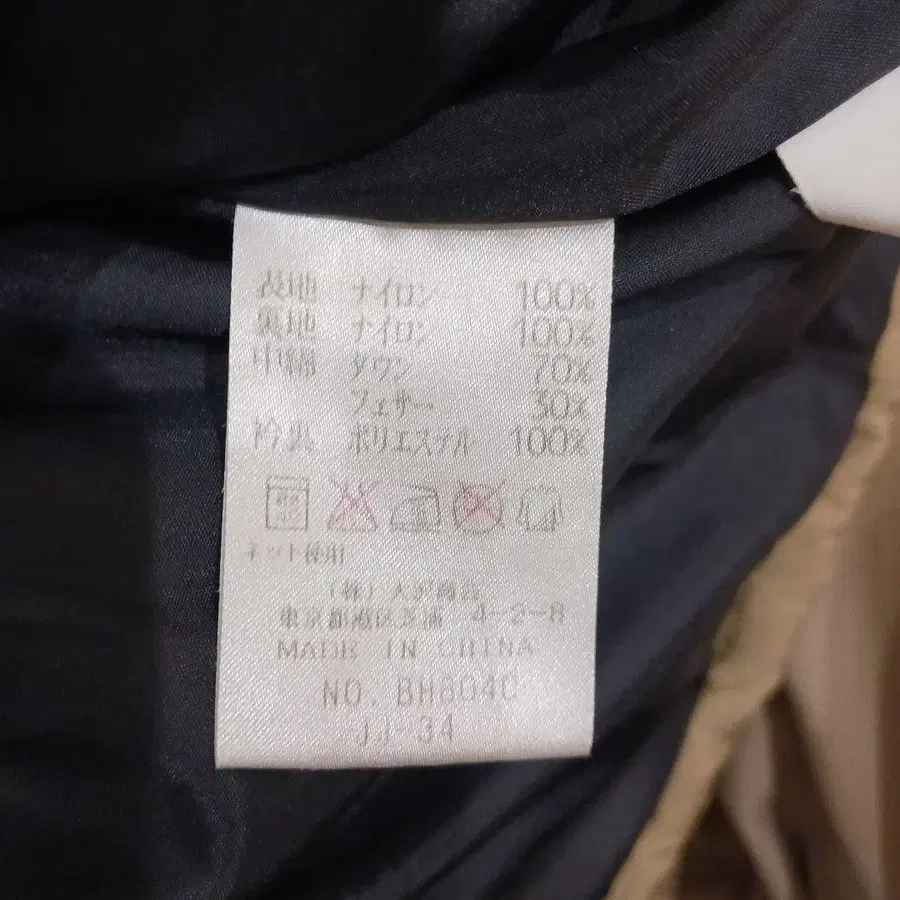 表地 ナイロン 100%
裏地 ナイロン 100%
中綿 ダウン 70%
フェザー 30%
衿裏 ポリエステル 100%
ネット使用
(株)大沢商会
東京都港区芝浦 4-2-8
MADE IN CHINA
NO. BH8040
JJ-34